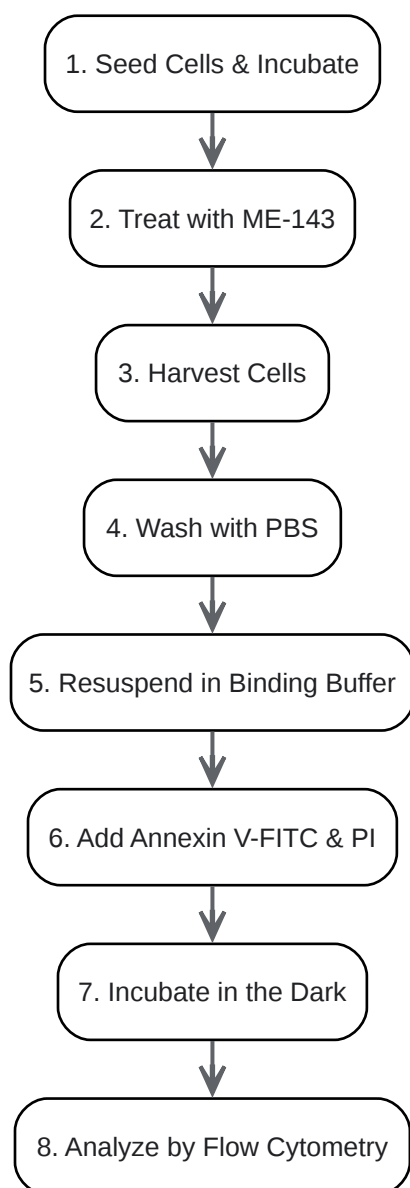 1. Seed Cells & Incubate
2. Treat with ME-143
3. Harvest Cells
4. Wash with PBS
5. Resuspend in Binding Buffer
6. Add Annexin V-FITC & PI
7. Incubate in the Dark
8. Analyze by Flow Cytometry